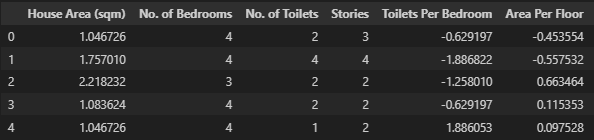 House Area (sqm) No. of Bedrooms No. of Toilets Stories Toilets Per Bedroom Area Per Floor
0 1.046726 4 2 3 -0.629197 -0.453554
1 1.757010 4 4 4 -1.886822 -0.557532
2 2.218232 3 2 2 -1.258010 0.663464
3 1.083624 4 2 2 -0.629197 0.115353
4 1.046726 4 1 2 1.886053 0.097528